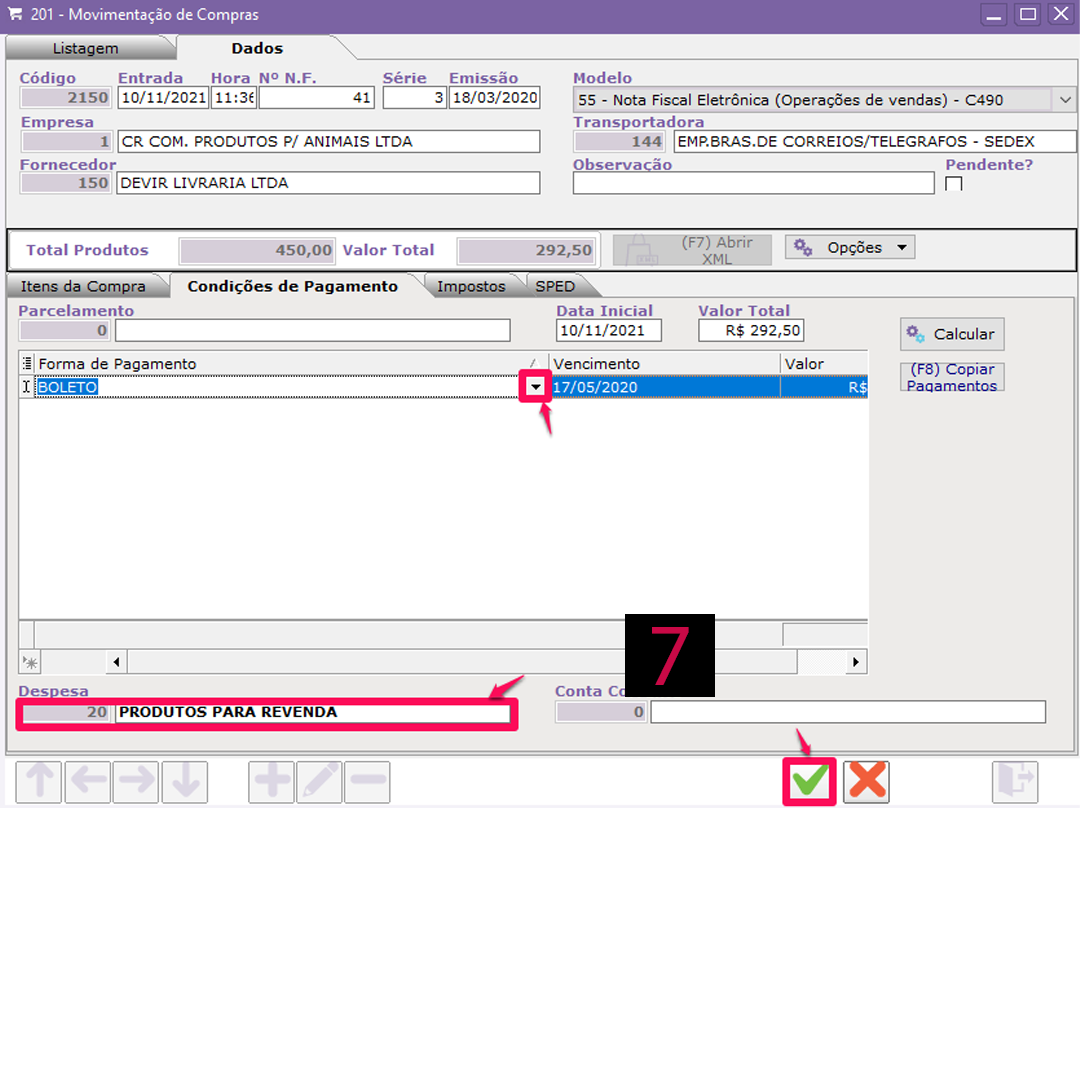 201 - Movimentação de Compras
Listagem Dados
Código Entrada Hora Nº N.F. Série Emissão Modelo
2150 10/11/2021 11:36 41 3 18/03/2020 55 - Nota Fiscal Eletrônica (Operações de vendas) - C490
Empresa Transportadora
1 CR COM. PRODUTOS P/ ANIMAIS LTDA 144 EMP.BRAS.DE CORREIOS/TELEGRAFOS - SEDEX
Fornecedor Observação Pendente?
150 DEVIR LIVRARIA LTDA
Total Produtos 450,00 Valor Total 292,50 (F7) Abrir XML Opções
Itens da Compra Condições de Pagamento Impostos SPED
Parcelamento Data Inicial Valor Total
0 10/11/2021 R$ 292,50 Calcular
Forma de Pagamento Vencimento Valor (F8) Copiar Pagamentos
BOLETO 17/05/2020 R$
7
Despesa Conta
20 PRODUTOS PARA REVENDA 0